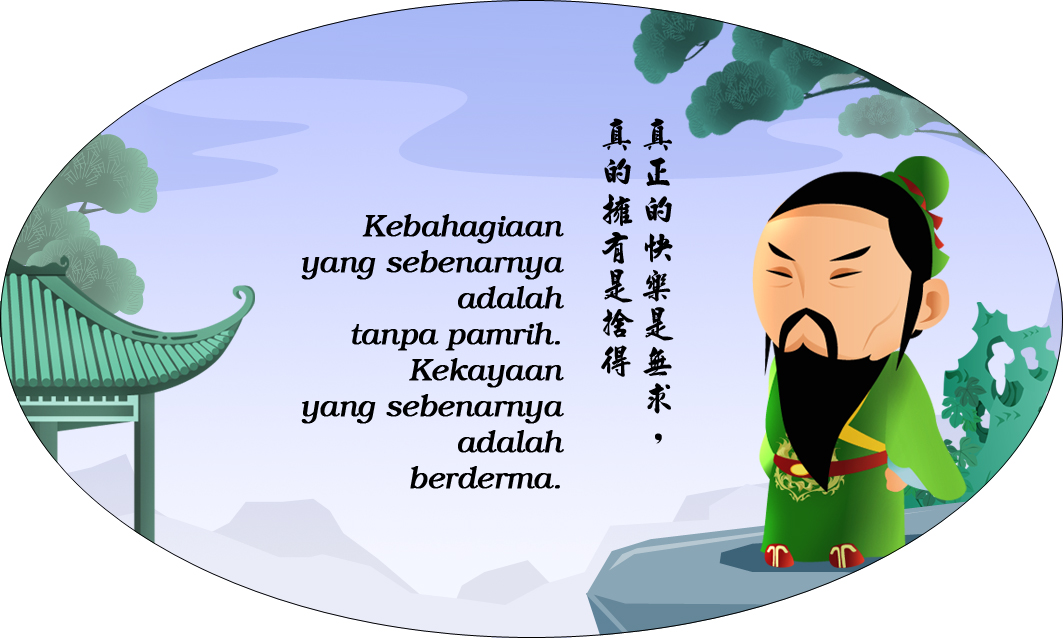 真正的快樂是無求，
真的擁有是捨得
Kebahagiaan
yang sebenarnya
adalah
tanpa pamrih.
Kekayaan
yang sebenarnya
adalah
berderma.